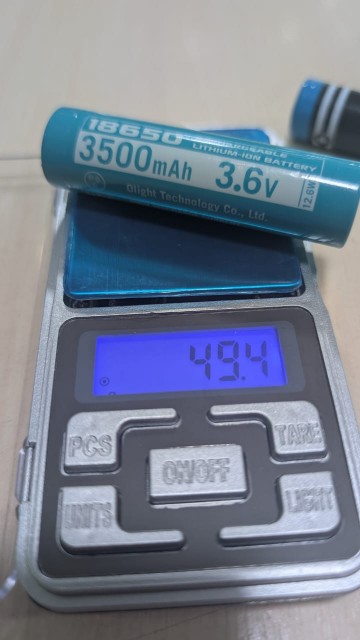 18650 RECHARGEABLE
LITHIUM-ION BATTERY
3500mAh 3.6V
12.6W
Olight Technology Co., Ltd.
49.4
PCS
ON/OFF
TARE
UNITS
LIGHT